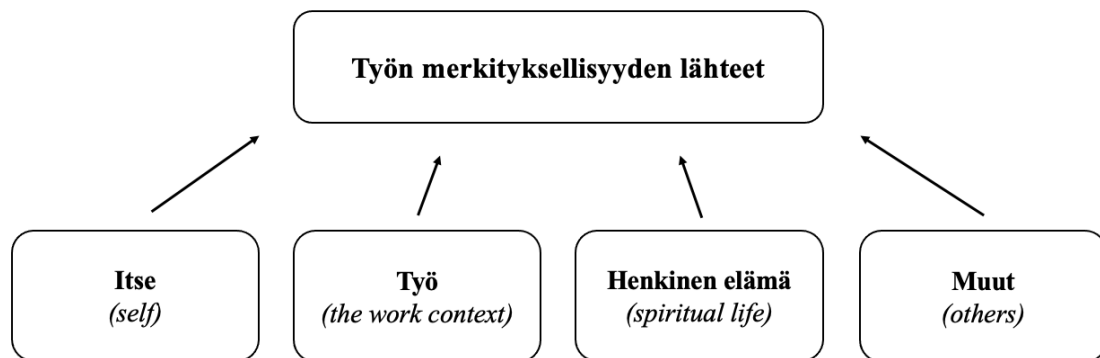 Työn merkityksellisyyden lähteet
Itse
(self)
Työ
(the work context)
Henkinen elämä
(spiritual life)
Muut
(others)